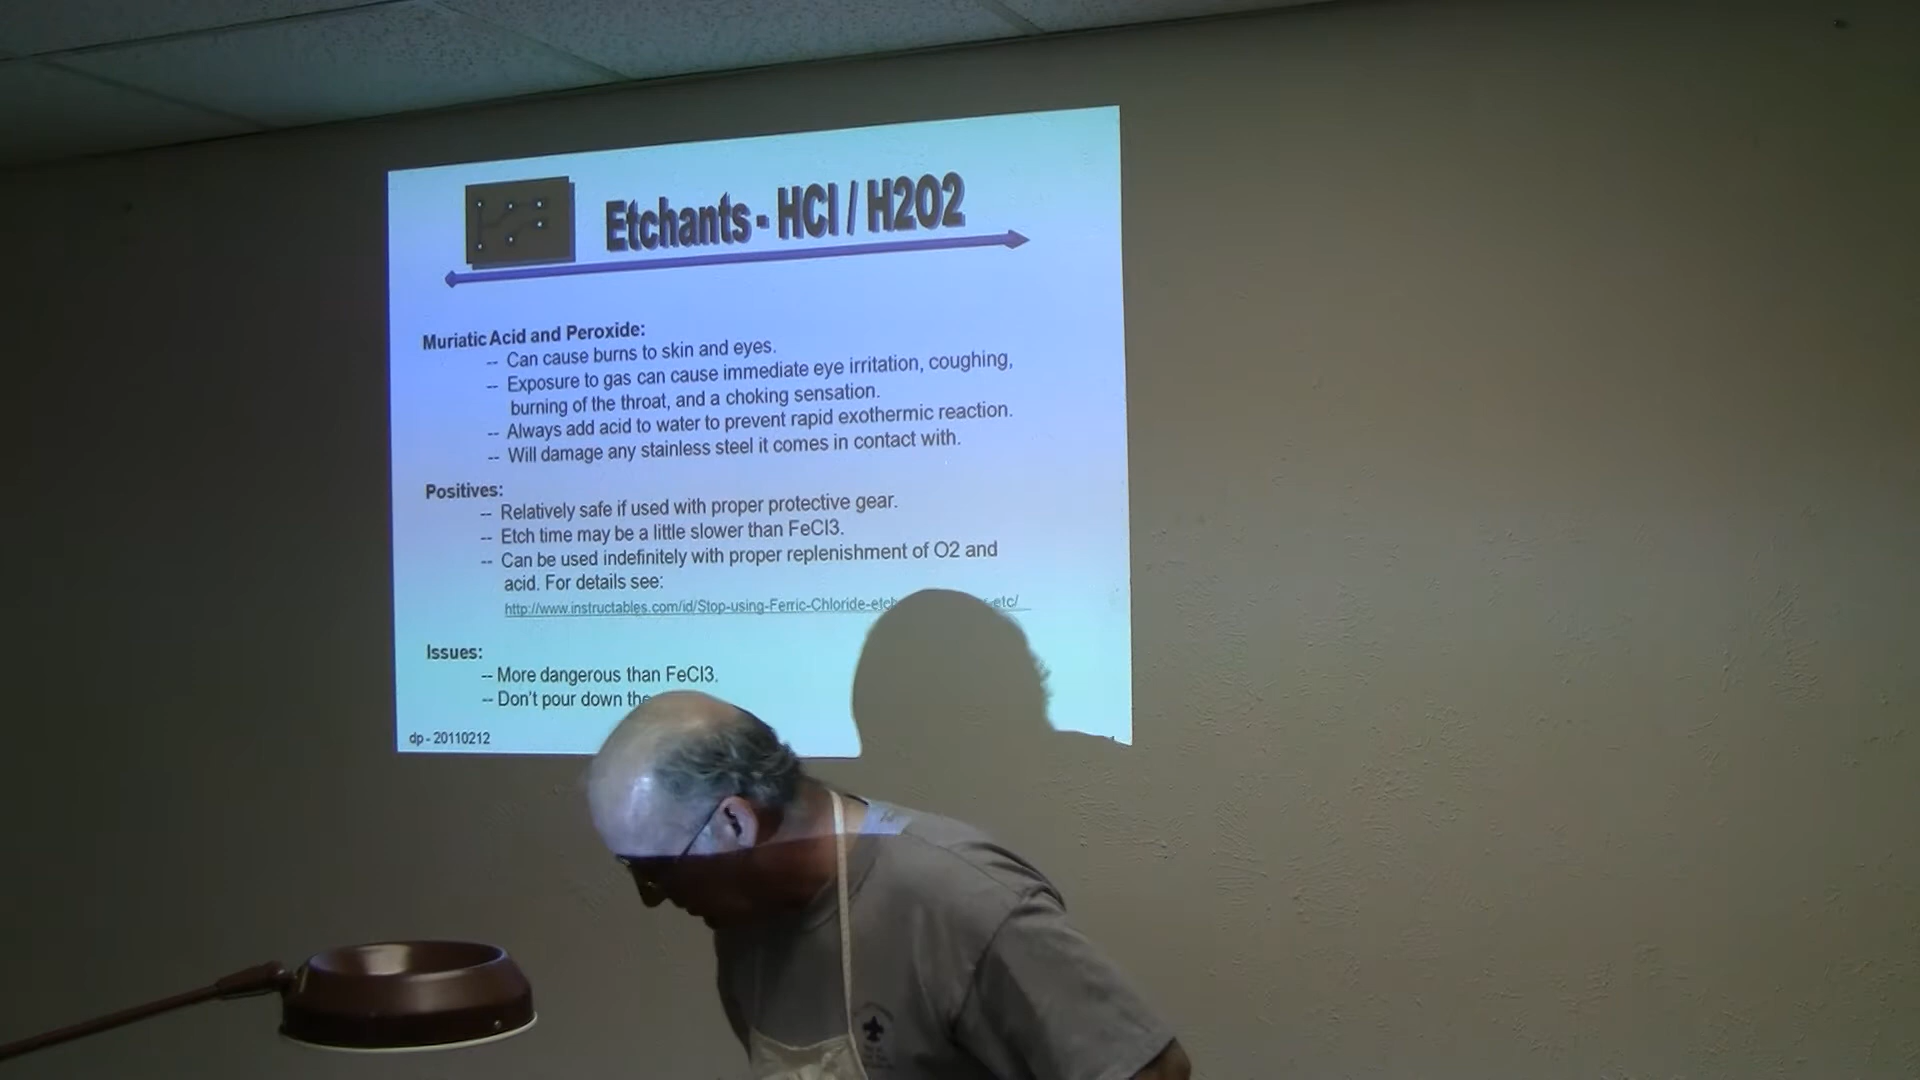 Etchants - HCl / H2O2
Muriatic Acid and Peroxide:
-- Can cause burns to skin and eyes.
-- Exposure to gas can cause immediate eye irritation, coughing,
burning of the throat, and a choking sensation.
-- Always add acid to water to prevent rapid exothermic reaction.
-- Will damage any stainless steel it comes in contact with.
Positives:
-- Relatively safe if used with proper protective gear.
-- Etch time may be a little slower than FeCl3.
-- Can be used indefinitely with proper replenishment of O2 and
acid. For details see:
http://www.instructables.com/id/Stop-using-Ferric-Chloride-etc etc/
Issues:
-- More dangerous than FeCl3.
-- Don't pour down the
dp - 20110212